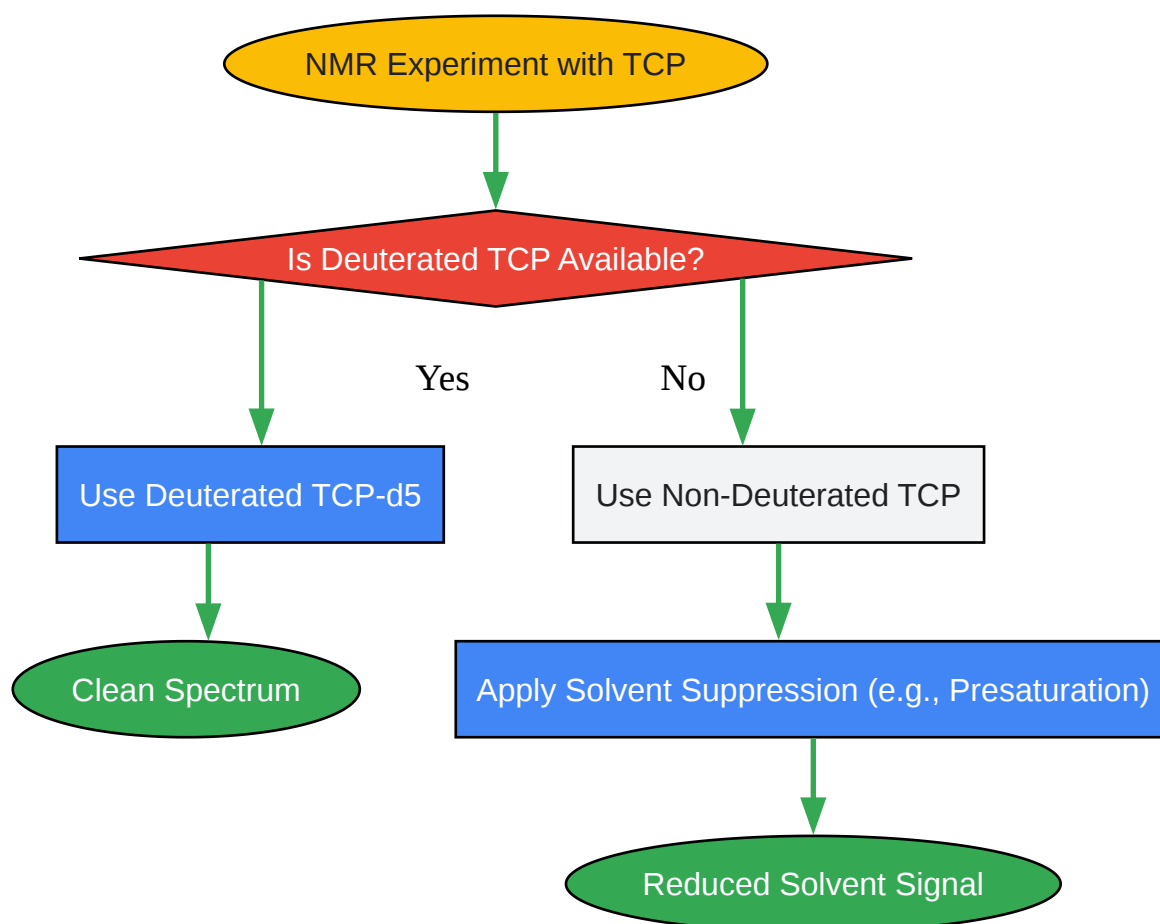 NMR Experiment with TCP
Is Deuterated TCP Available?
Yes
No
Use Deuterated TCP-d5
Use Non-Deuterated TCP
Clean Spectrum
Apply Solvent Suppression (e.g., Presaturation)
Reduced Solvent Signal